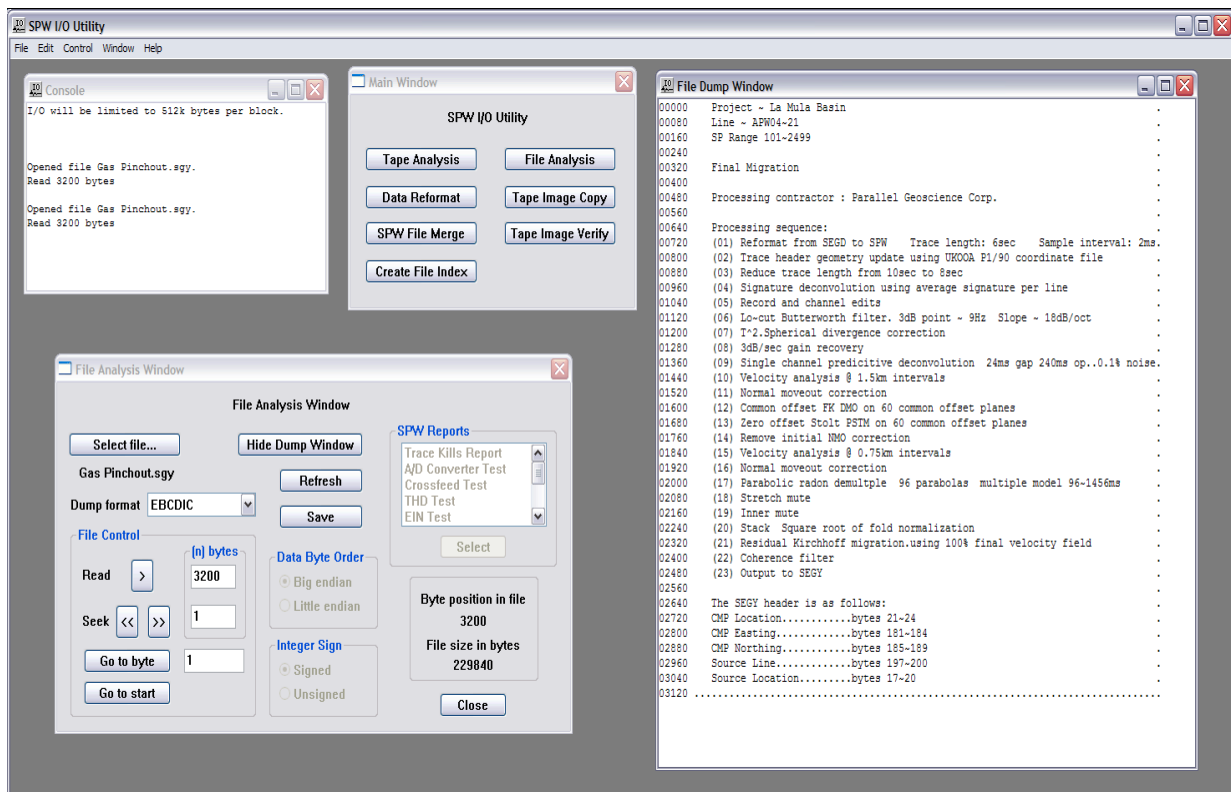 SPW I/O Utility
File Edit Control Window Help
Console
I/O will be limited to 512k bytes per block.
Opened file Gas Pinchout.sgy.
Read 3200 bytes
Opened file Gas Pinchout.sgy.
Read 3200 bytes
Main Window
SPW I/O Utility
Tape Analysis File Analysis
Data Reformat Tape Image Copy
SPW File Merge Tape Image Verify
Create File Index
File Analysis Window
File Analysis Window
Select file... Hide Dump Window
Gas Pinchout.sgy
Refresh
Dump format EBCDIC
Save
File Control
(n) bytes
Read > 3200
Seek << >> 1
Go to byte 1
Go to start
Data Byte Order
Big endian
Little endian
Integer Sign
Signed
Unsigned
SPW Reports
Trace Kills Report
A/D Converter Test
Crossfeed Test
THD Test
EIN Test
Select
Byte position in file
3200
File size in bytes
229840
Close
File Dump Window
00000 Project ~ La Mula Basin .
00080 Line ~ APW04~21 .
00160 SP Range 101~2499 .
00240 .
00320 Final Migration .
00400 .
00480 Processing contractor : Parallel Geoscience Corp. .
00560 .
00640 Processing sequence: .
00720 (01) Reformat from SEGD to SPW Trace length: 6sec Sample interval: 2ms.
00800 (02) Trace header geometry update using UKOOA P1/90 coordinate file .
00880 (03) Reduce trace length from 10sec to 8sec .
00960 (04) Signature deconvolution using average signature per line .
01040 (05) Record and channel edits .
01120 (06) Lo~cut Butterworth filter. 3dB point ~ 9Hz Slope ~ 18dB/oct .
01200 (07) T^2.Spherical divergence correction .
01280 (08) 3dB/sec gain recovery .
01360 (09) Single channel predicitive deconvolution 24ms gap 240ms op..0.1% noise.
01440 (10) Velocity analysis @ 1.5km intervals .
01520 (11) Normal moveout correction .
01600 (12) Common offset FK DMO on 60 common offset planes .
01680 (13) Zero offset Stolt PSTM on 60 common offset planes .
01760 (14) Remove initial NMO correction .
01840 (15) Velocity analysis @ 0.75km intervals .
01920 (16) Normal moveout correction .
02000 (17) Parabolic radon demultple 96 parabolas multiple model 96~1456ms .
02080 (18) Stretch mute .
02160 (19) Inner mute .
02240 (20) Stack Square root of fold normalization .
02320 (21) Residual Kirchhoff migration.using 100% final velocity field .
02400 (22) Coherence filter .
02480 (23) Output to SEGY .
02560 .
02640 The SEGY header is as follows: .
02720 CMP Location............bytes 21~24 .
02800 CMP Easting............bytes 181~184 .
02880 CMP Northing............bytes 185~189 .
02960 Source Line............bytes 197~200 .
03040 Source Location.........bytes 17~20 .
03120 ................................................................................